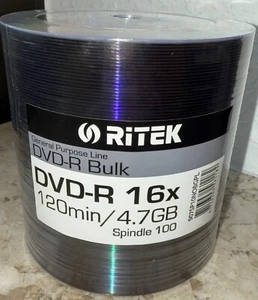 RiTEK
General Purpose Line
DVD-R Bulk
DVD-R 16x
120min/4.7GB
Spindle 100